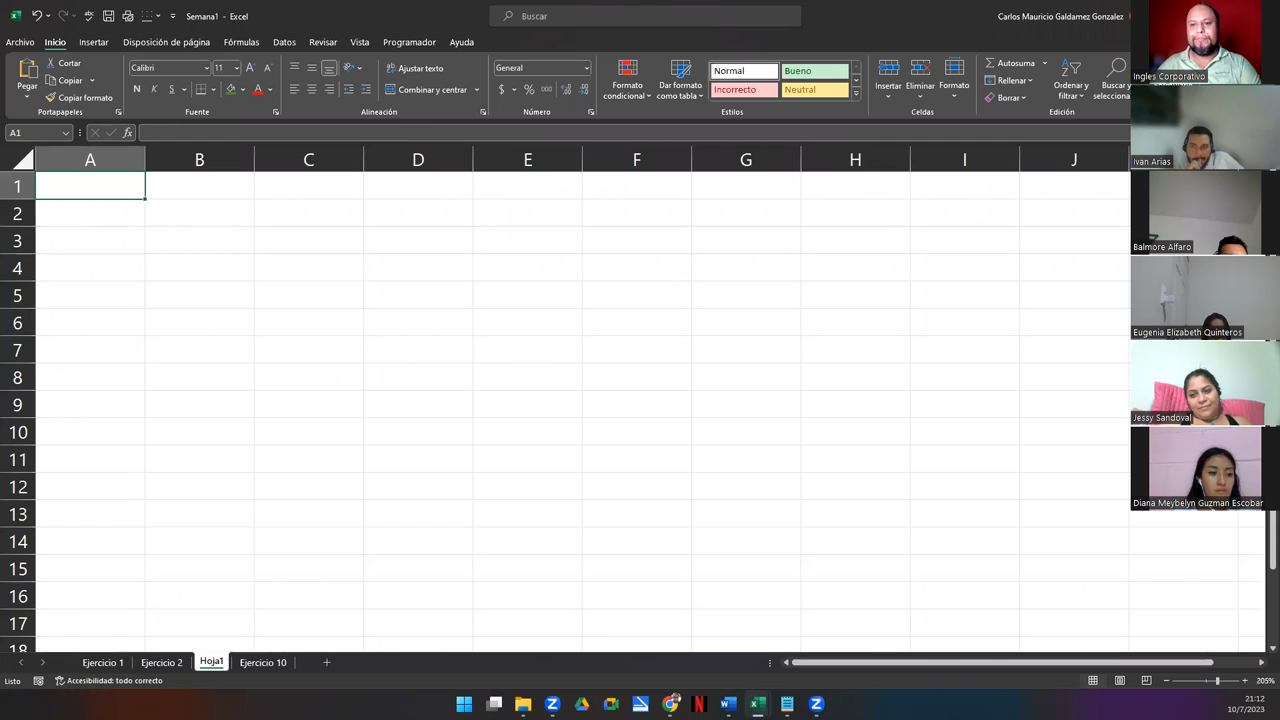 Semana1 - Excel
Buscar
Carlos Mauricio Galdamez Gonzalez
Archivo Inicio Insertar Disposición de página Fórmulas Datos Revisar Vista Programador Ayuda
Pegar
Cortar
Copiar
Copiar formato
Portapapeles
Calibri 11
N K S
Fuente
Ajustar texto
Combinar y centrar
Alineación
General
$ % 000
Número
Formato condicional
Dar formato como tabla
Normal Bueno
Incorrecto Neutral
Estilos
Insertar Eliminar Formato
Celdas
Autosuma
Rellenar
Borrar
Ordenar y filtrar
Buscar y
Edición
A1
fx
A B C D E F G H I J
1
2
3
4
5
6
7
8
9
10
11
12
13
14
15
16
17
18
Ingles Corporativo
Ivan Arias
Balmore Alfaro
Eugenia Elizabeth Quinteros
Jessy Sandoval
Diana Meybelyn Guzman Escobar
Ejercicio 1 Ejercicio 2 Hoja1 Ejercicio 10
Listo Accesibilidad: todo correcto 205%
21:12
10/7/2023